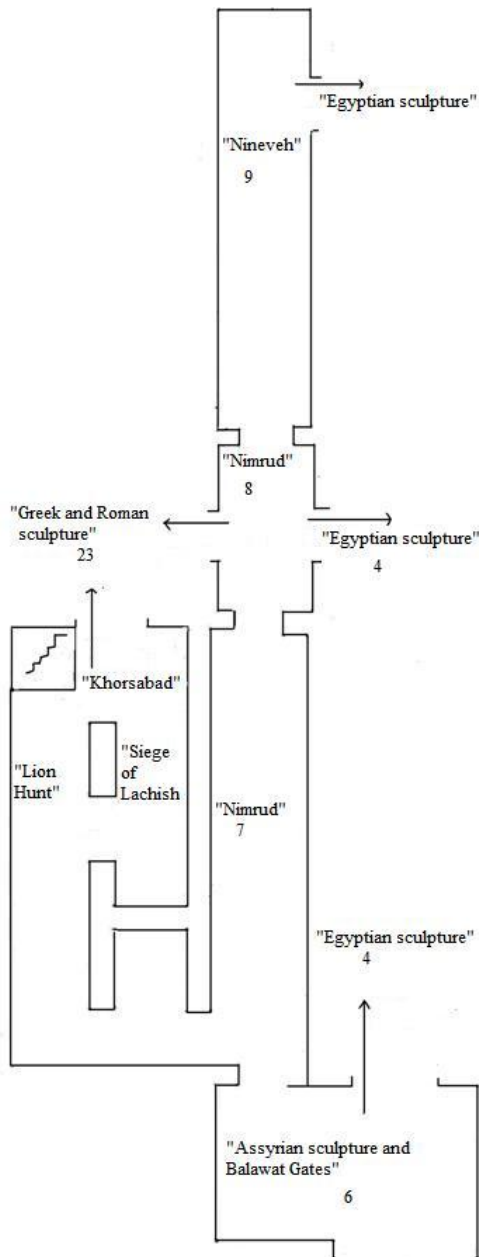 "Egyptian sculpture"
"Nineveh"
9
"Nimrud"
8
"Greek and Roman
sculpture"
23
"Egyptian sculpture"
4
"Khorsabad"
"Siege
of
Lachish
"Lion
Hunt"
"Nimrud"
7
"Egyptian sculpture"
4
"Assyrian sculpture and
Balawat Gates"
6